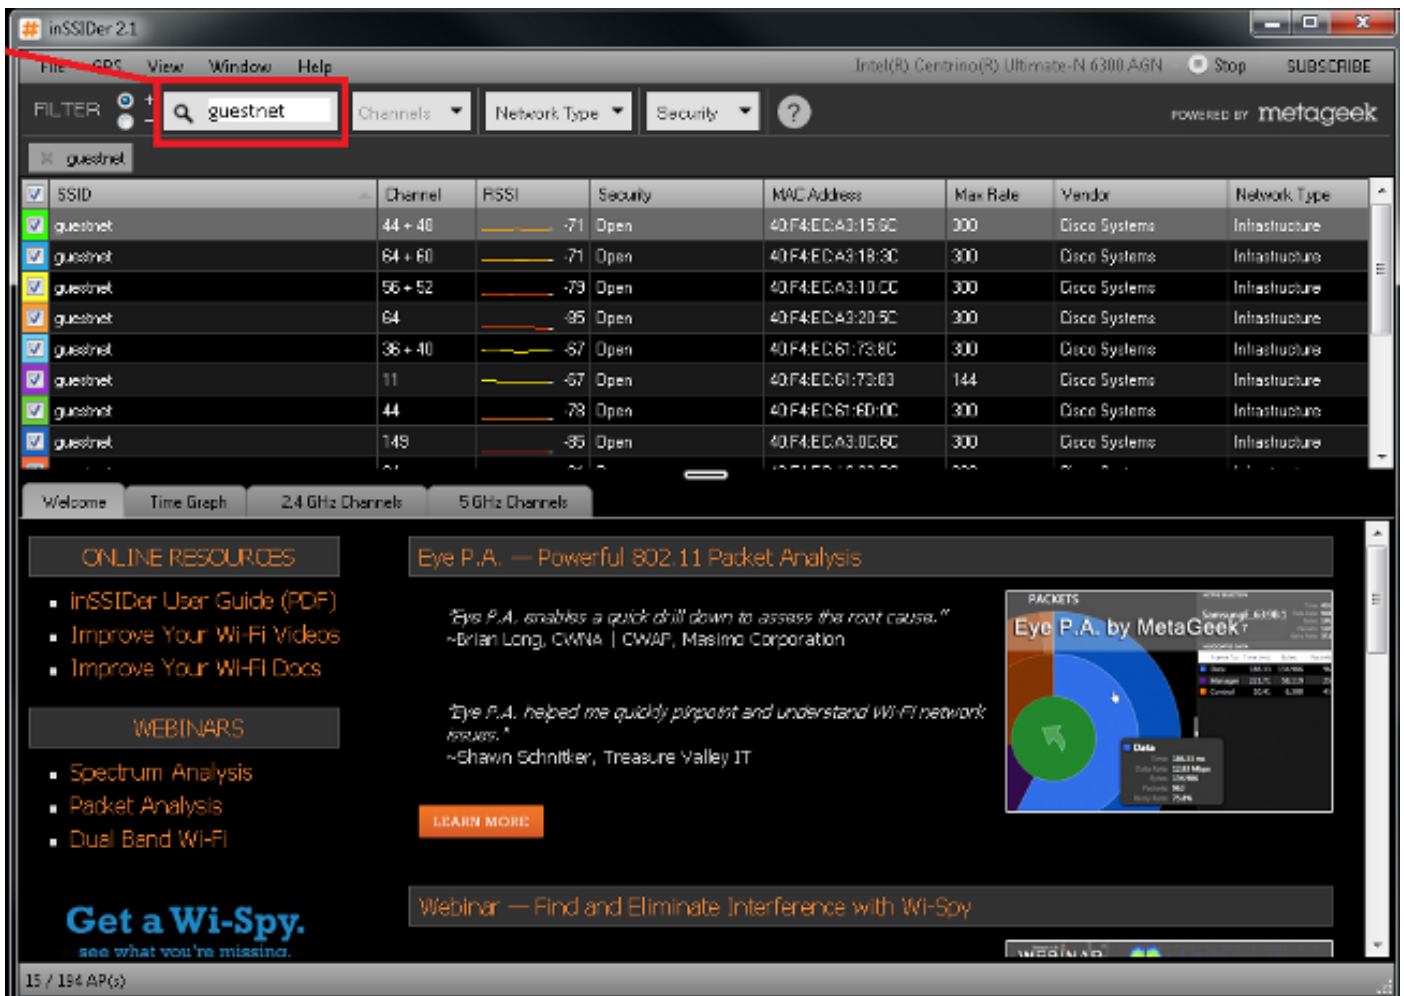 inSSIDer 2.1
File GPS View Window Help Intel(R) Centrino(R) Ultimate-N 6300 AGN Stop SUBSCRIBE
FILTER + - guestnet Channels Network Type Security ? POWERED BY metageek
guestnet
SSID Channel RSSI Security MAC Address Max Rate Vendor Network Type
guestnet 44 + 48 -71 Open 40:F4:EC:A3:15:6C 300 Cisco Systems Infrastructure
guestnet 64 + 60 -71 Open 40:F4:EC:A3:1B:3C 300 Cisco Systems Infrastructure
guestnet 56 + 52 -79 Open 40:F4:EC:A3:10:CC 300 Cisco Systems Infrastructure
guestnet 64 -85 Open 40:F4:EC:A3:20:5C 300 Cisco Systems Infrastructure
guestnet 36 + 40 -67 Open 40:F4:EC:61:73:8C 300 Cisco Systems Infrastructure
guestnet 11 -67 Open 40:F4:EC:61:73:83 144 Cisco Systems Infrastructure
guestnet 44 -78 Open 40:F4:EC:61:6D:0C 300 Cisco Systems Infrastructure
guestnet 149 -85 Open 40:F4:EC:A3:0C:6C 300 Cisco Systems Infrastructure
Welcome Time Graph 2.4 GHz Channels 5 GHz Channels
ONLINE RESOURCES
▪ inSSIDer User Guide (PDF)
▪ Improve Your Wi-Fi Videos
▪ Improve Your Wi-Fi Docs
WEBINARS
▪ Spectrum Analysis
▪ Packet Analysis
▪ Dual Band Wi-Fi
Get a Wi-Spy.
see what you're missing.
Eye P.A. — Powerful 802.11 Packet Analysis
"Eye P.A. enables a quick drill down to assess the root cause."
~Brian Long, CWNA | CWAP, Masimo Corporation
"Eye P.A. helped me quickly pinpoint and understand Wi-Fi network
issues."
~Shawn Schnitker, Treasure Valley IT
LEARN MORE
PACKETS
Eye P.A. by MetaGeek
Data
Webinar — Find and Eliminate Interference with Wi-Spy
WEBINAR
15 / 194 AP(s)